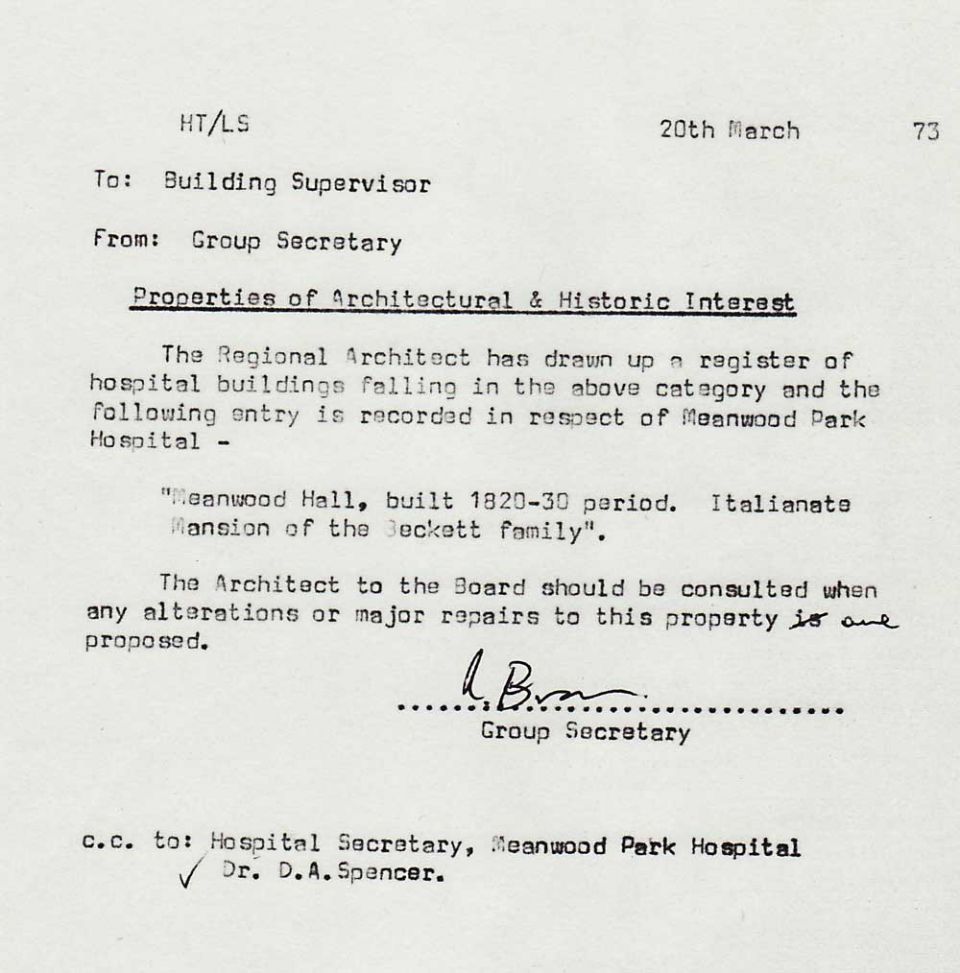 HT/LS 20th March 73
To: Building Supervisor
From: Group Secretary
Properties of Architectural & Historic Interest
The Regional Architect has drawn up a register of
hospital buildings falling in the above category and the
following entry is recorded in respect of Meanwood Park
Hospital -
"Meanwood Hall, built 1820-30 period. Italianate
Mansion of the Beckett family".
The Architect to the Board should be consulted when
any alterations or major repairs to this property is are
proposed.
Group Secretary
c.c. to: Hospital Secretary, Meanwood Park Hospital
✓ Dr. D.A.Spencer.